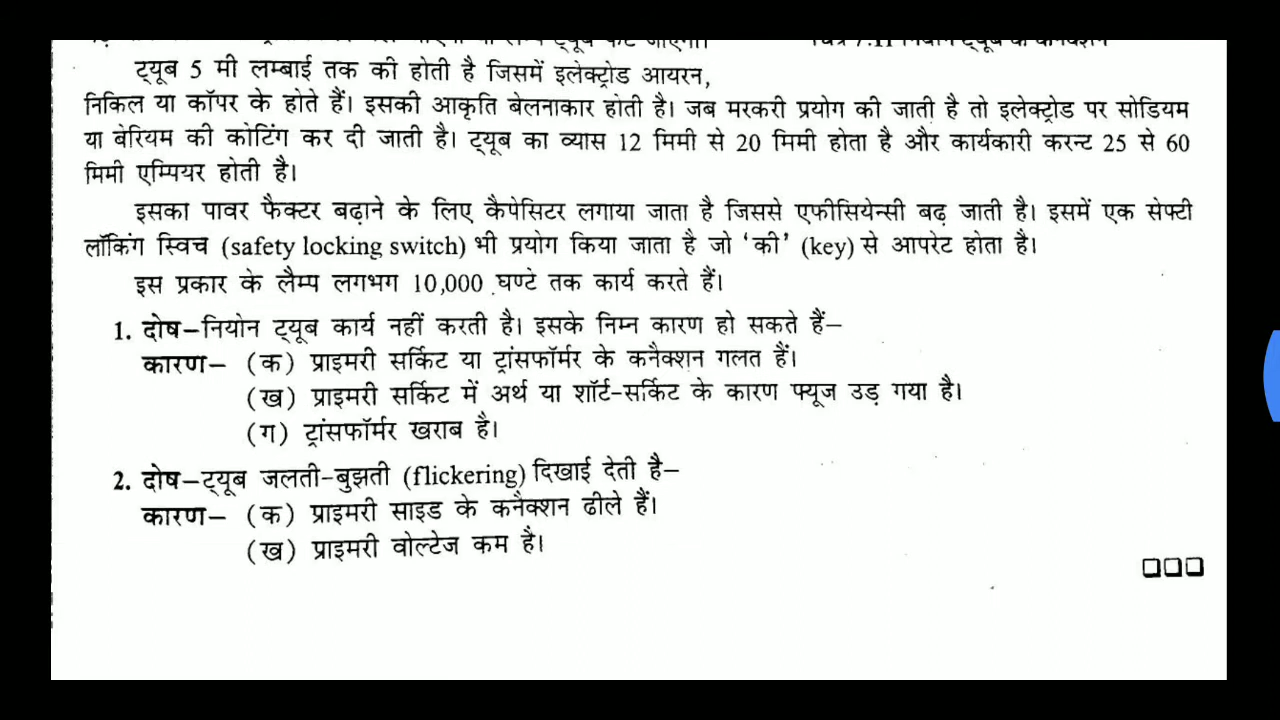 ट्यूब 5 मी लम्बाई तक की होती है जिसमें इलेक्ट्रोड आयरन,
निकिल या कॉपर के होते हैं। इसकी आकृति बेलनाकार होती है। जब मरकरी प्रयोग की जाती है तो इलेक्ट्रोड पर सोडियम
या बेरियम की कोटिंग कर दी जाती है। ट्यूब का व्यास 12 मिमी से 20 मिमी होता है और कार्यकारी करन्ट 25 से 60
मिमी एम्पियर होती है।
इसका पावर फैक्टर बढ़ाने के लिए कैपेसिटर लगाया जाता है जिससे एफीसियेन्सी बढ़ जाती है। इसमें एक सेफ्टी
लॉकिंग स्विच (safety locking switch) भी प्रयोग किया जाता है जो ‘की’ (key) से आपरेट होता है।
इस प्रकार के लैम्प लगभग 10,000 घण्टे तक कार्य करते हैं।
1. दोष–नियोन ट्यूब कार्य नहीं करती है। इसके निम्न कारण हो सकते हैं–
कारण– (क) प्राइमरी सर्किट या ट्रांसफॉर्मर के कनैक्शन गलत हैं।
(ख) प्राइमरी सर्किट में अर्थ या शॉर्ट-सर्किट के कारण फ्यूज उड़ गया है।
(ग) ट्रांसफॉर्मर खराब है।
2. दोष–ट्यूब जलती-बुझती (flickering) दिखाई देती है–
कारण– (क) प्राइमरी साइड के कनैक्शन ढीले हैं।
(ख) प्राइमरी वोल्टेज कम है।